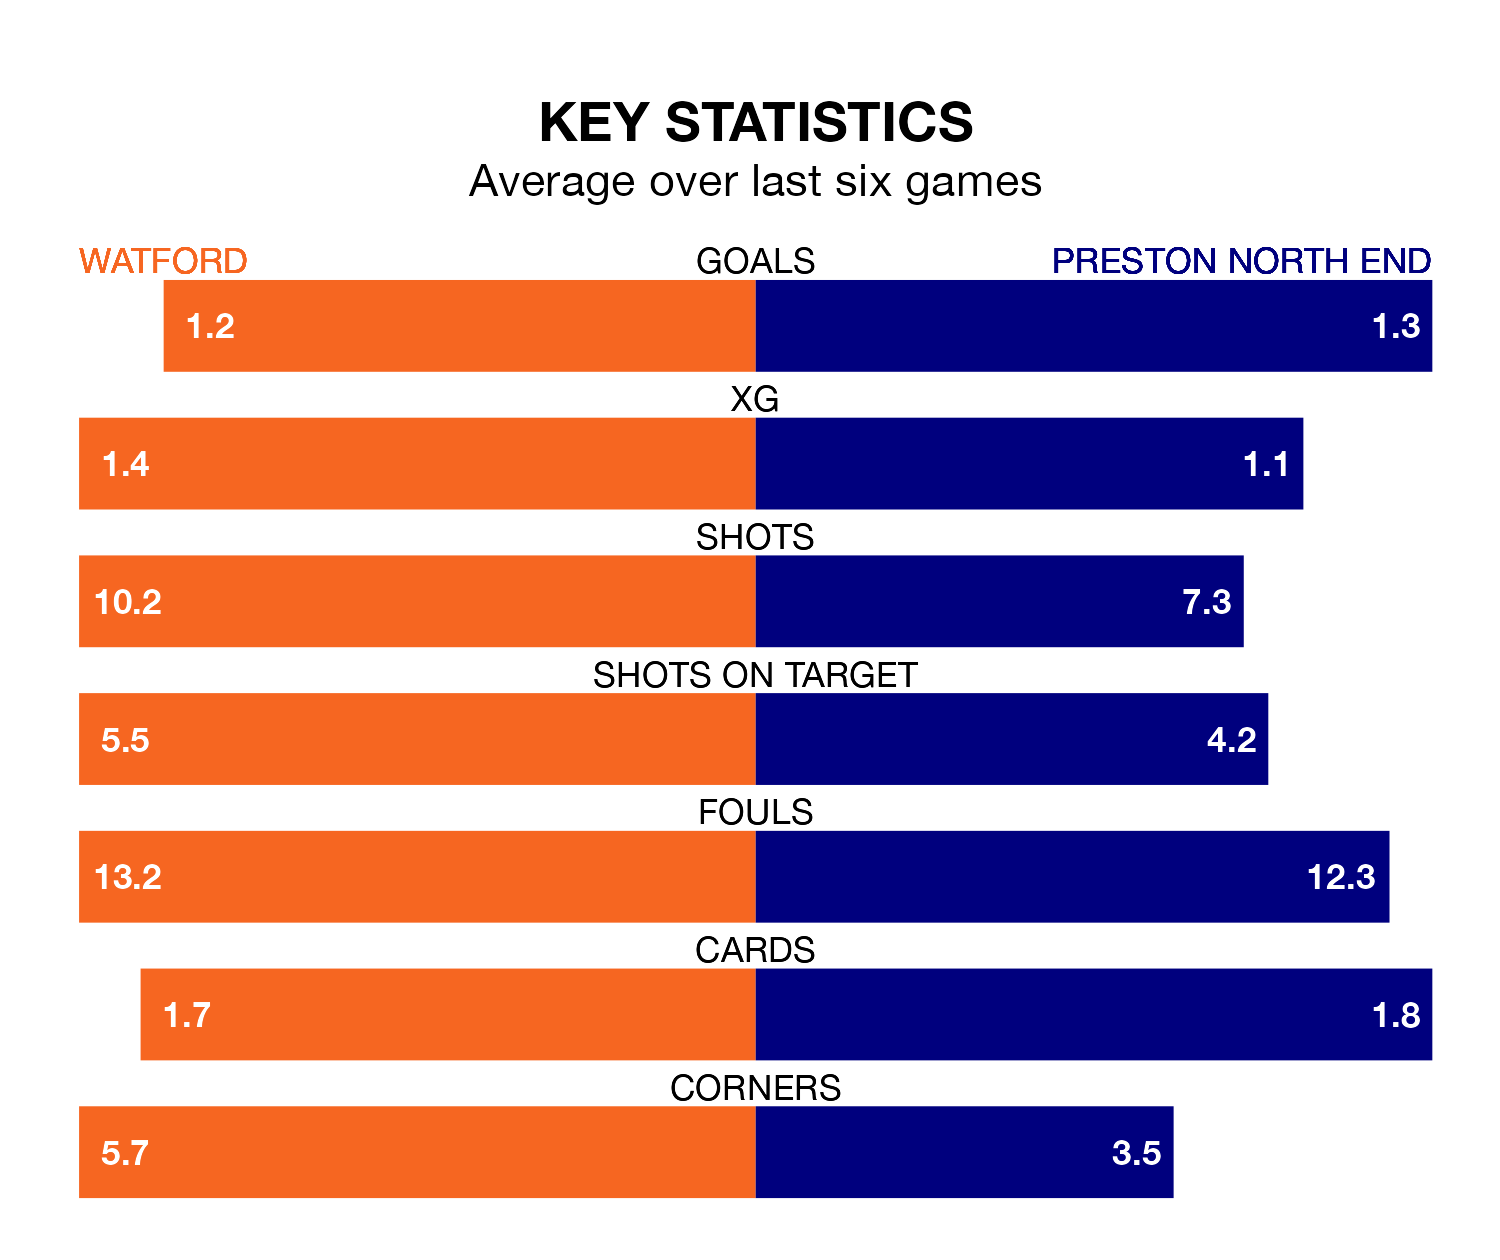 KEY STATISTICS
Average over last six games
WATFORD GOALS PRESTON NORTH END
1.2 1.3
XG
1.4 1.1
SHOTS
10.2 7.3
SHOTS ON TARGET
5.5 4.2
FOULS
13.2 12.3
CARDS
1.7 1.8
CORNERS
5.7 3.5